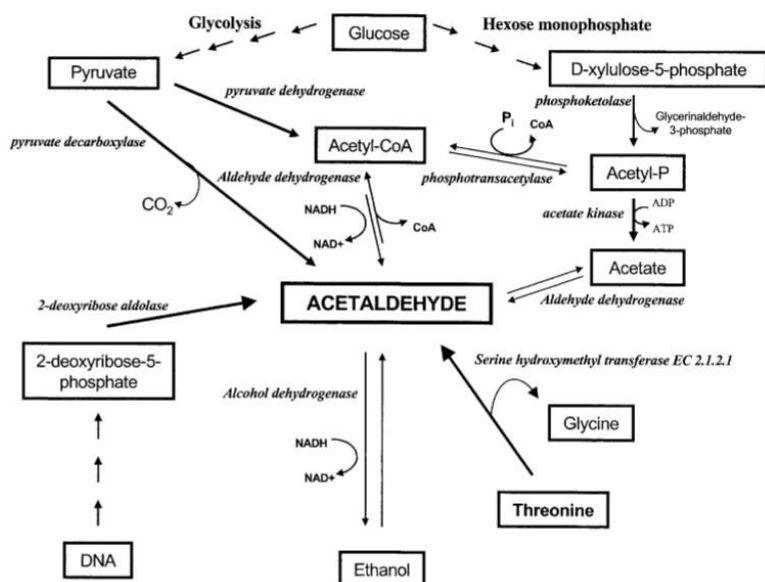 Glycolysis
Glucose
Hexose monophosphate
Pyruvate
D-xylulose-5-phosphate
pyruvate dehydrogenase
phosphoketolase
Pi
CoA
Glycerinaldehyde-
3-phosphate
pyruvate decarboxylase
Acetyl-CoA
Aldehyde dehydrogenase
phosphotransacetylase
Acetyl-P
CO2
NADH
NAD+
CoA
acetate kinase
ADP
ATP
Acetate
Aldehyde dehydrogenase
ACETALDEHYDE
2-deoxyribose aldolase
2-deoxyribose-5-
phosphate
Alcohol dehydrogenase
Serine hydroxymethyl transferase EC 2.1.2.1
Glycine
NADH
NAD+
Threonine
DNA
Ethanol